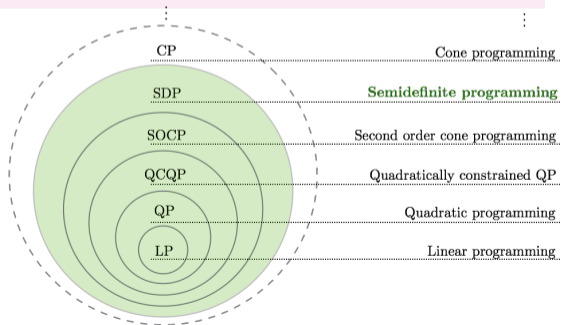 CP Cone programming
SDP Semidefinite programming
SOCP Second order cone programming
QCQP Quadratically constrained QP
QP Quadratic programming
LP Linear programming